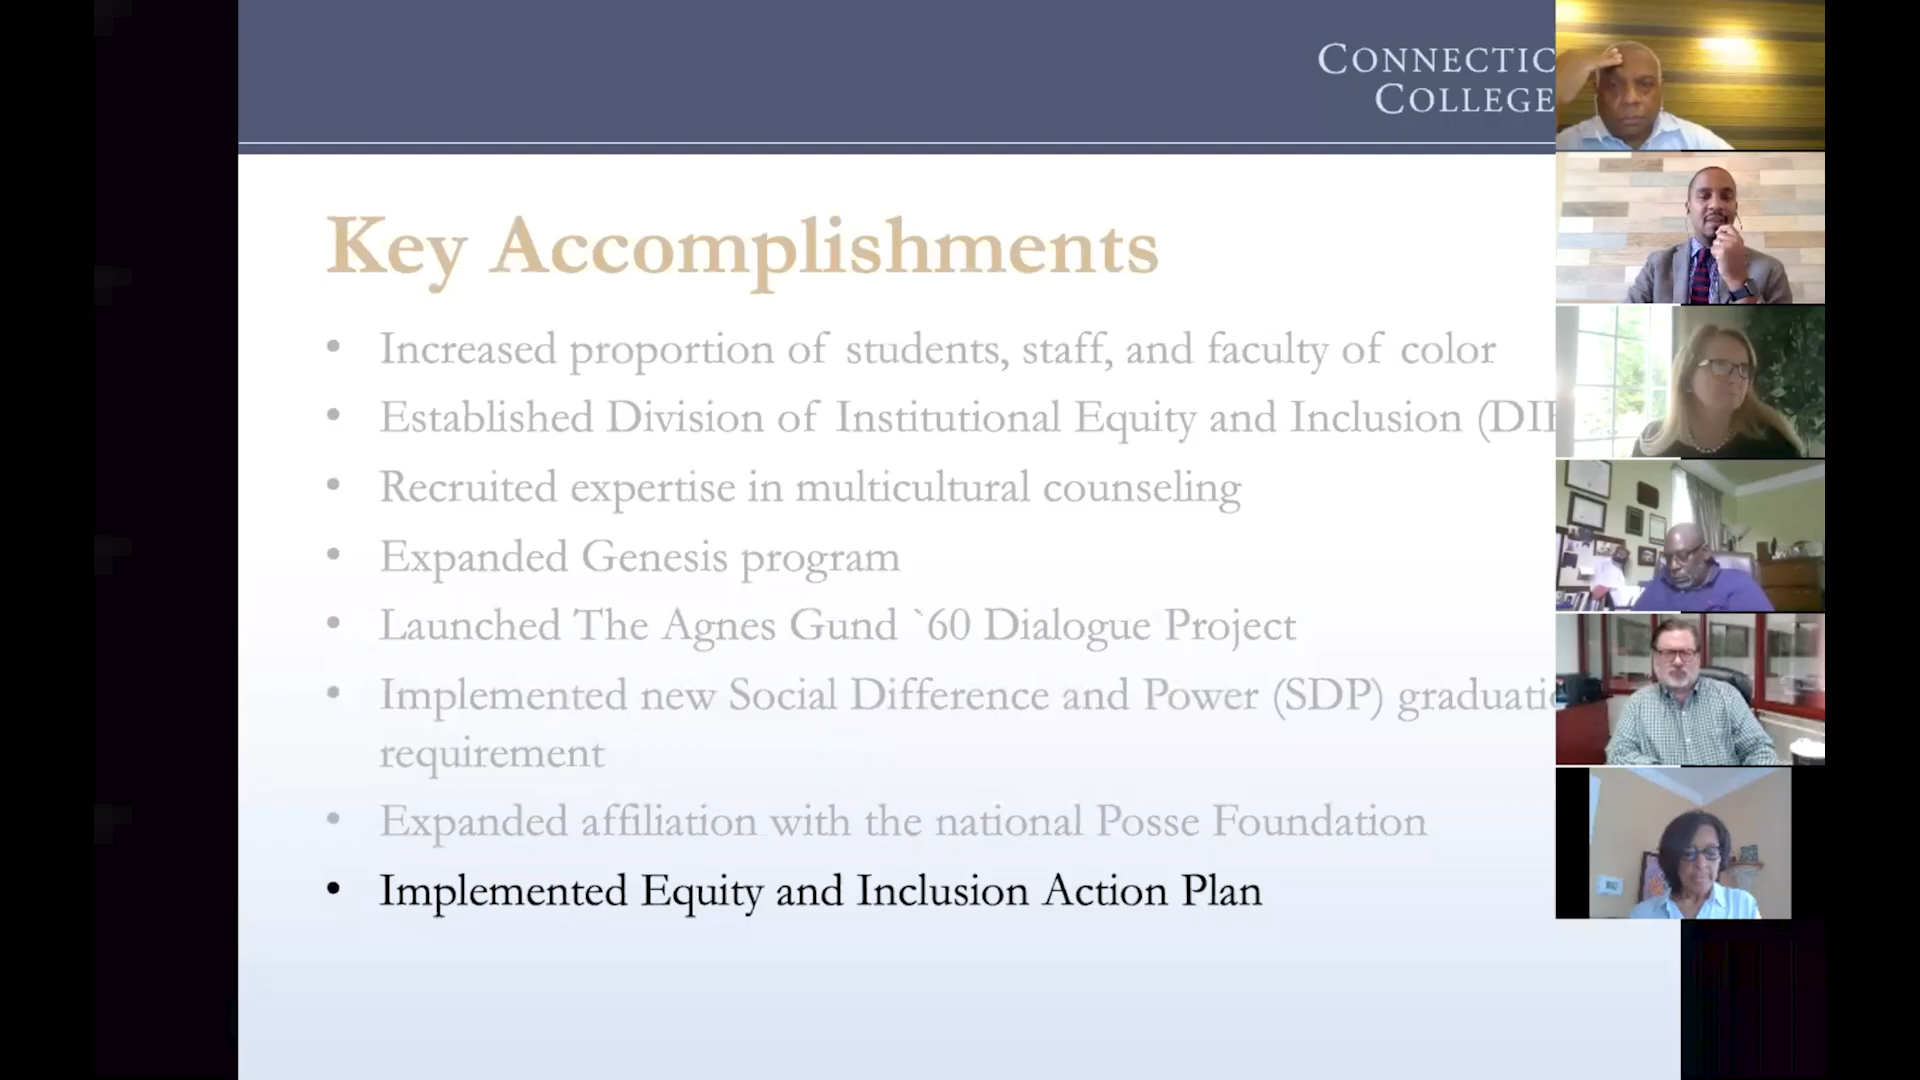 CONNECTIC
COLLEGE
Key Accomplishments
• Increased proportion of students, staff, and faculty of color
• Established Division of Institutional Equity and Inclusion (DIE
• Recruited expertise in multicultural counseling
• Expanded Genesis program
• Launched The Agnes Gund `60 Dialogue Project
• Implemented new Social Difference and Power (SDP) graduatio
requirement
• Expanded affiliation with the national Posse Foundation
• Implemented Equity and Inclusion Action Plan